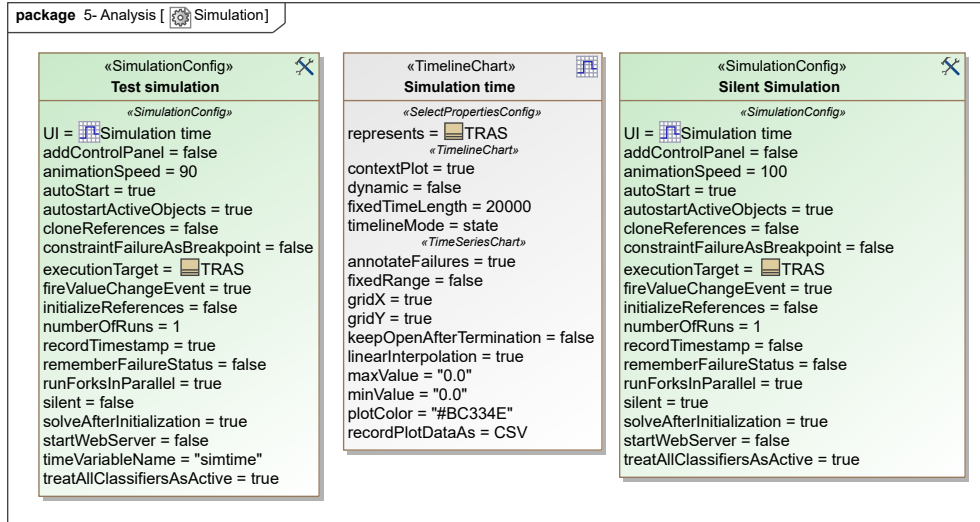 package 5- Analysis [ Simulation]
«SimulationConfig»
Test simulation
«SimulationConfig»
UI = Simulation time
addControlPanel = false
animationSpeed = 90
autoStart = true
autostartActiveObjects = true
cloneReferences = false
constraintFailureAsBreakpoint = false
executionTarget = TRAS
fireValueChangeEvent = true
initializeReferences = false
numberOfRuns = 1
recordTimestamp = true
rememberFailureStatus = false
runForksInParallel = true
silent = false
solveAfterInitialization = true
startWebServer = false
timeVariableName = "simtime"
treatAllClassifiersAsActive = true
«TimelineChart»
Simulation time
«SelectPropertiesConfig»
represents = TRAS
«TimelineChart»
contextPlot = true
dynamic = false
fixedTimeLength = 20000
timelineMode = state
«TimeSeriesChart»
annotateFailures = true
fixedRange = false
gridX = true
gridY = true
keepOpenAfterTermination = false
linearInterpolation = true
maxValue = "0.0"
minValue = "0.0"
plotColor = "#BC334E"
recordPlotDataAs = CSV
«SimulationConfig»
Silent Simulation
«SimulationConfig»
UI = Simulation time
addControlPanel = false
animationSpeed = 100
autoStart = true
autostartActiveObjects = true
cloneReferences = false
constraintFailureAsBreakpoint = false
executionTarget = TRAS
fireValueChangeEvent = true
initializeReferences = false
numberOfRuns = 1
recordTimestamp = false
rememberFailureStatus = false
runForksInParallel = true
silent = true
solveAfterInitialization = true
startWebServer = false
treatAllClassifiersAsActive = true